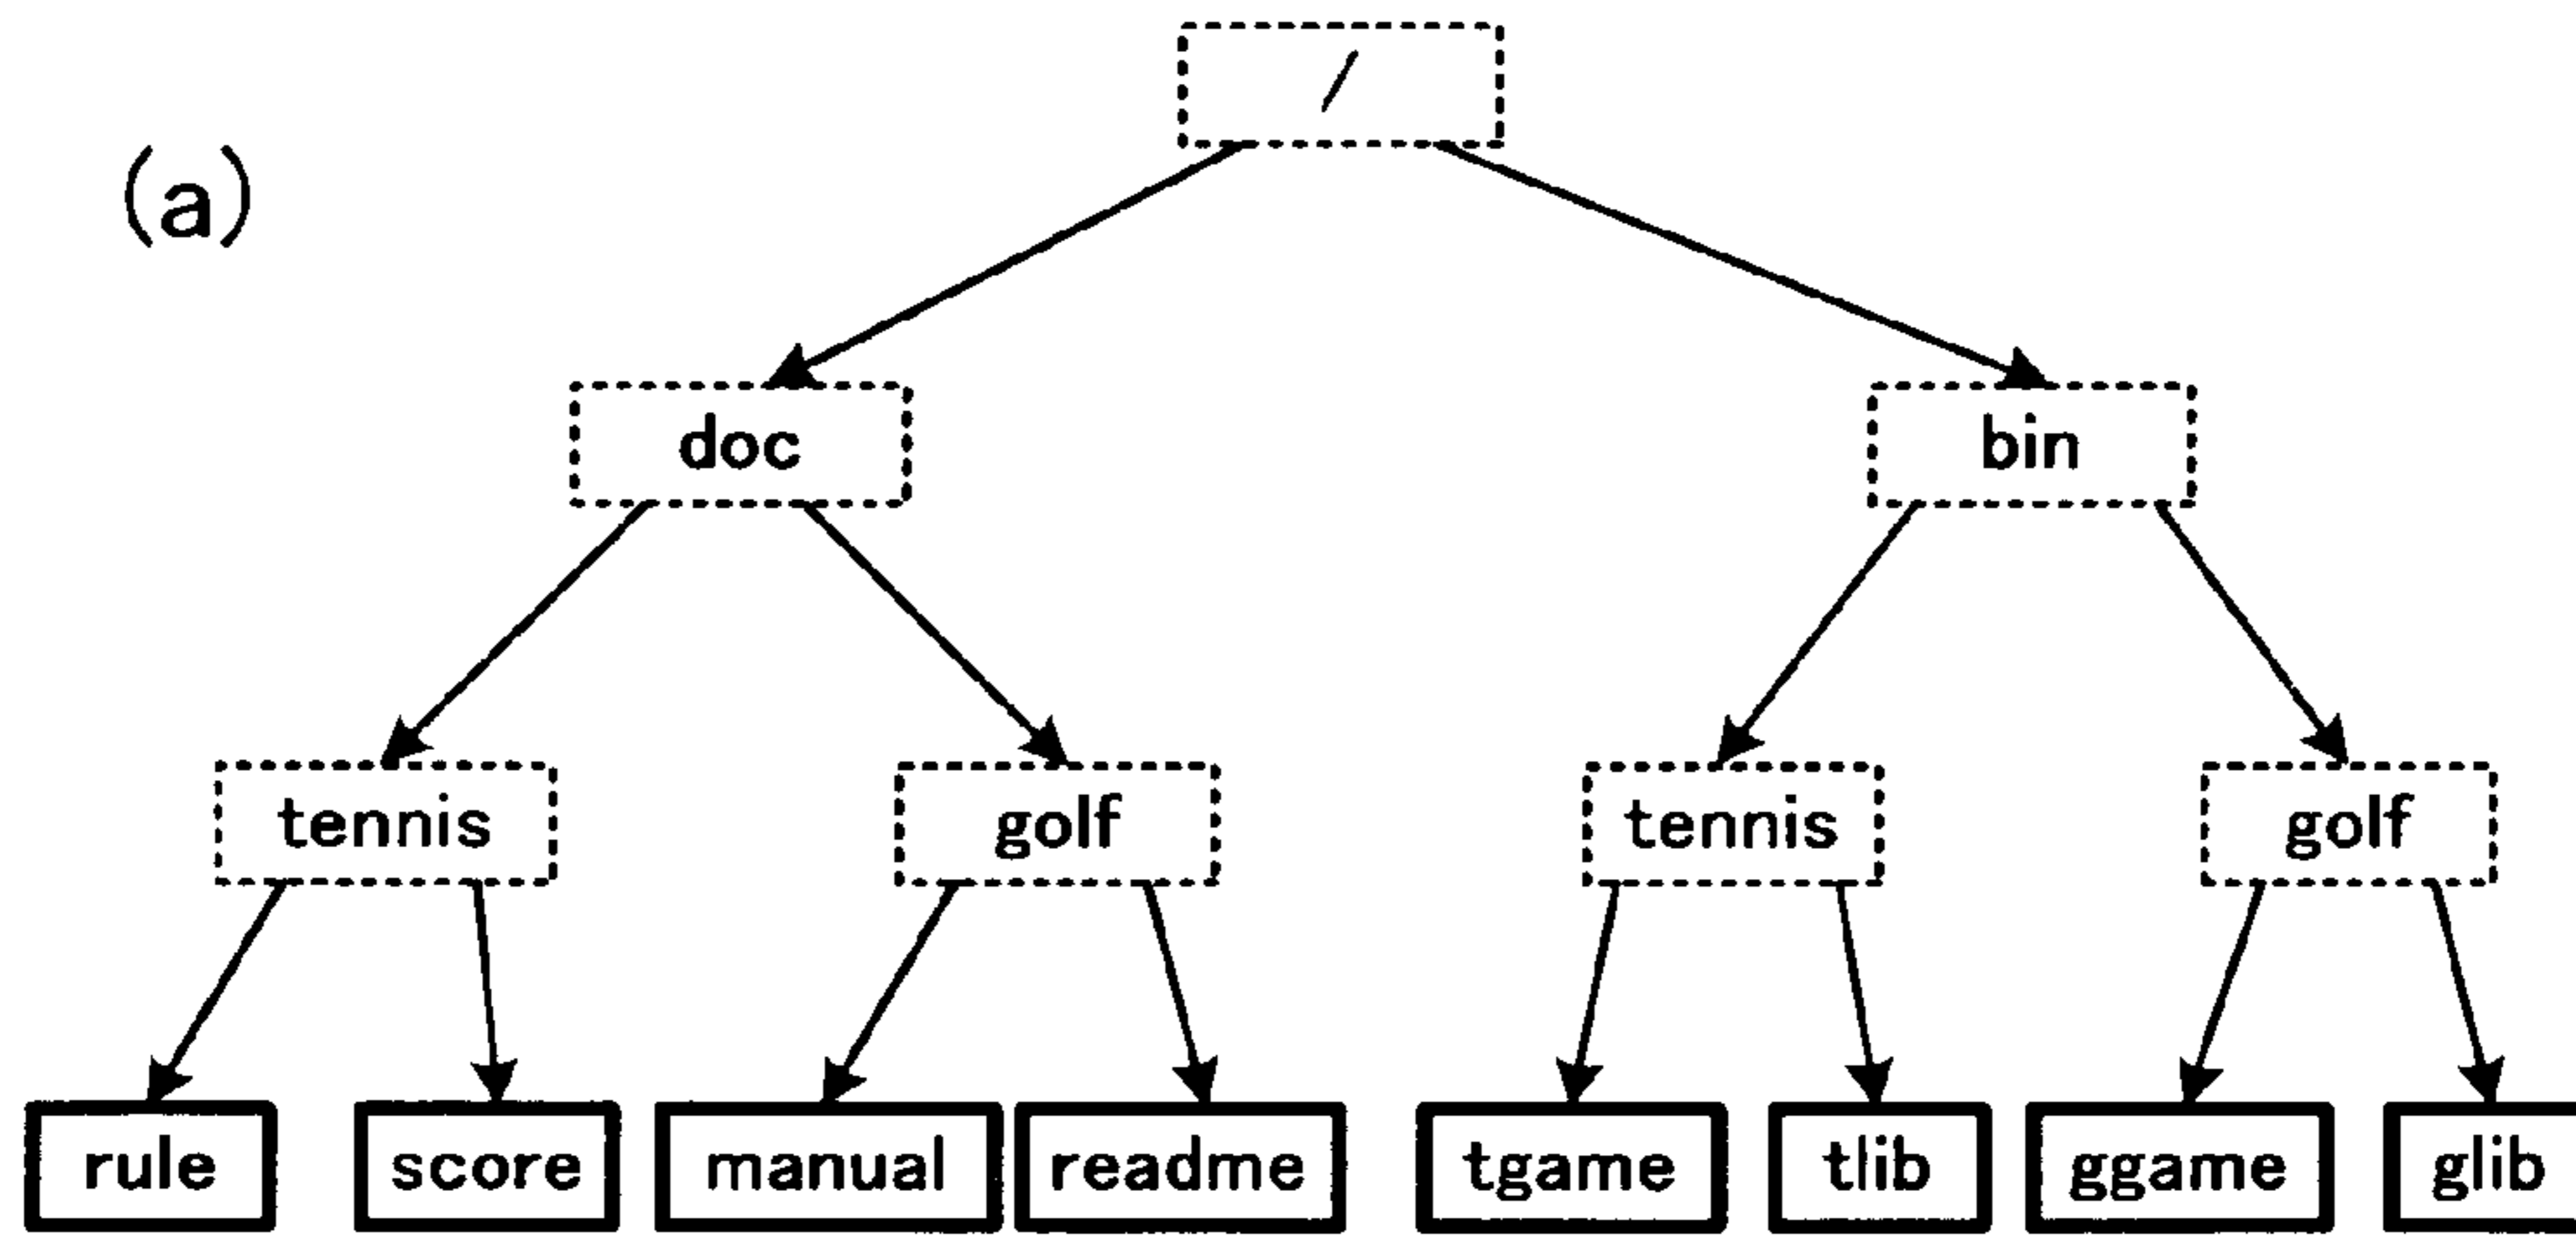 /
(a)
doc bin
tennis golf tennis golf
rule score manual readme tgame tlib ggame glib